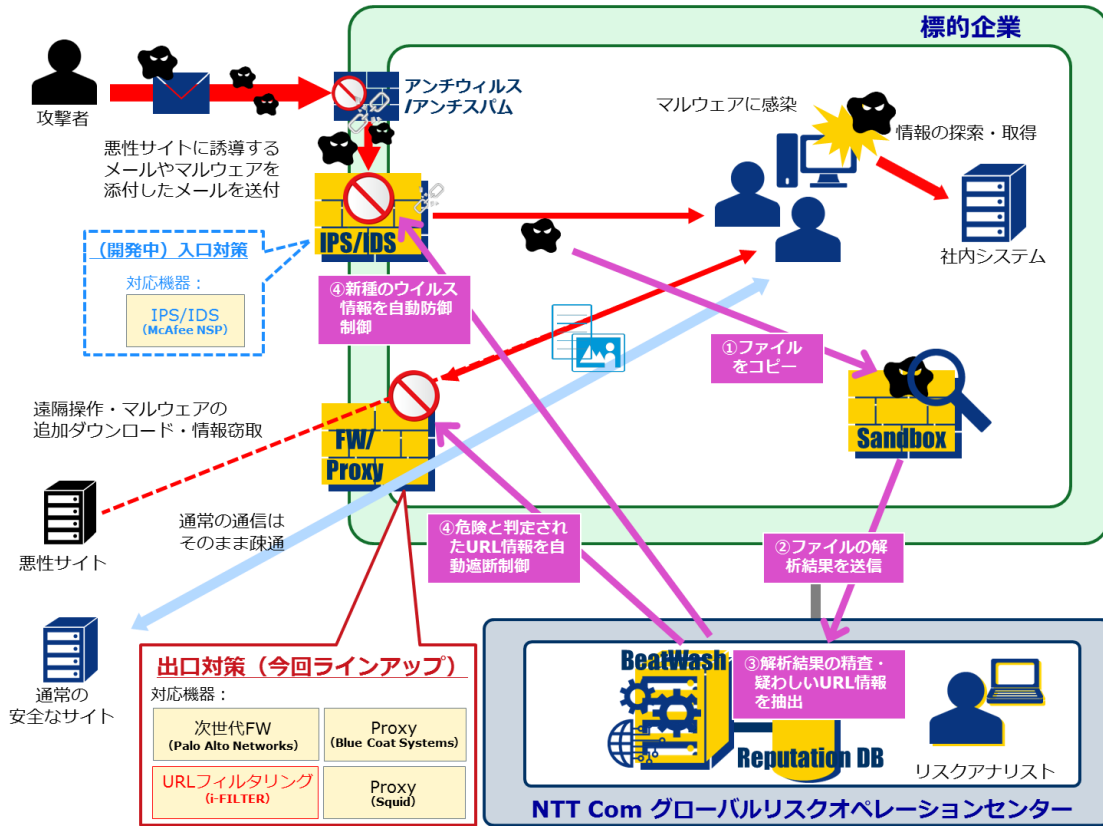 標的企業
攻撃者
アンチウィルス
/アンチスパム
悪性サイトに誘導する
メールやマルウェアを
添付したメールを送付
マルウェアに感染
情報の探索・取得
社内システム
IPS/IDS
（開発中）入口対策
対応機器：
IPS/IDS
（McAfee NSP）
④新種のウイルス
情報を自動防御
制御
①ファイル
をコピー
Sandbox
遠隔操作・マルウェアの
追加ダウンロード・情報窃取
FW/
Proxy
悪性サイト
通常の通信は
そのまま疎通
④危険と判定され
たURL情報を自
動遮断制御
②ファイルの解
析結果を送信
通常の
安全なサイト
出口対策（今回ラインアップ）
対応機器：
次世代FW
（Palo Alto Networks）
Proxy
（Blue Coat Systems）
URLフィルタリング
（i-FILTER）
Proxy
（Squid）
BeatWash
③解析結果の精査・
疑わしいURL情報
を抽出
Reputation DB
リスクアナリスト
NTT Com グローバルリスクオペレーションセンター